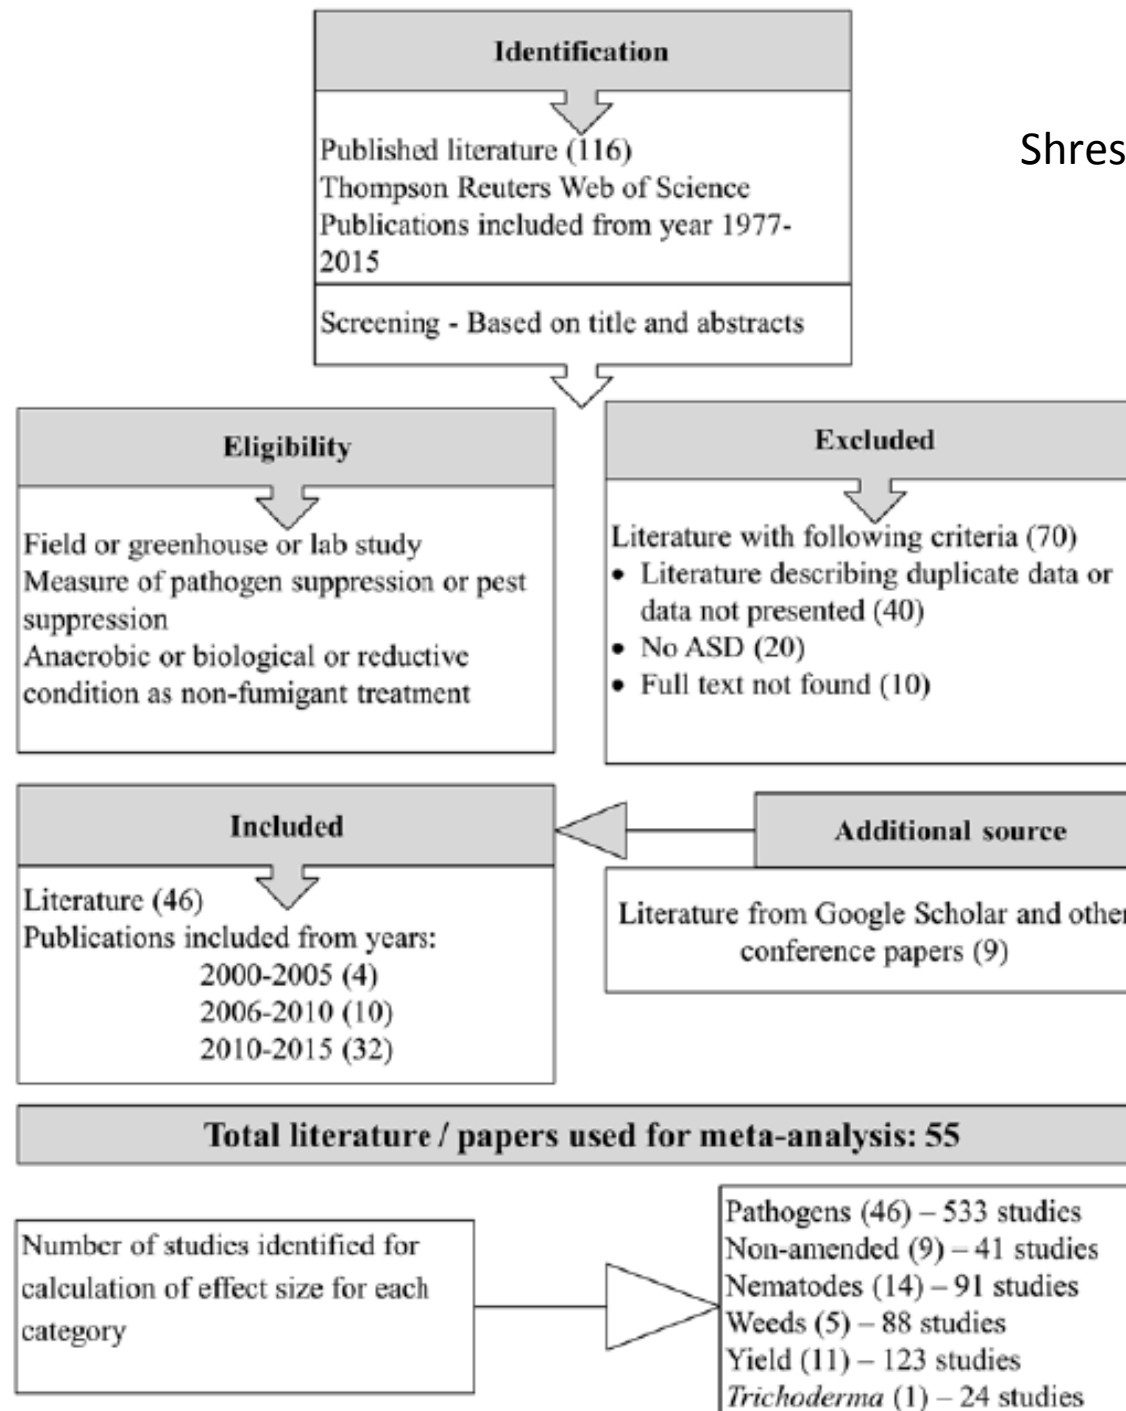 Identification
Shres
Published literature (116)
Thompson Reuters Web of Science
Publications included from year 1977-
2015
Screening - Based on title and abstracts
Eligibility
Field or greenhouse or lab study
Measure of pathogen suppression or pest
suppression
Anaerobic or biological or reductive
condition as non-fumigant treatment
Excluded
Literature with following criteria (70)
• Literature describing duplicate data or
data not presented (40)
• No ASD (20)
• Full text not found (10)
Included
Literature (46)
Publications included from years:
2000-2005 (4)
2006-2010 (10)
2010-2015 (32)
Additional source
Literature from Google Scholar and other
conference papers (9)
Total literature / papers used for meta-analysis: 55
Number of studies identified for
calculation of effect size for each
category
Pathogens (46) – 533 studies
Non-amended (9) – 41 studies
Nematodes (14) – 91 studies
Weeds (5) – 88 studies
Yield (11) – 123 studies
Trichoderma (1) – 24 studies